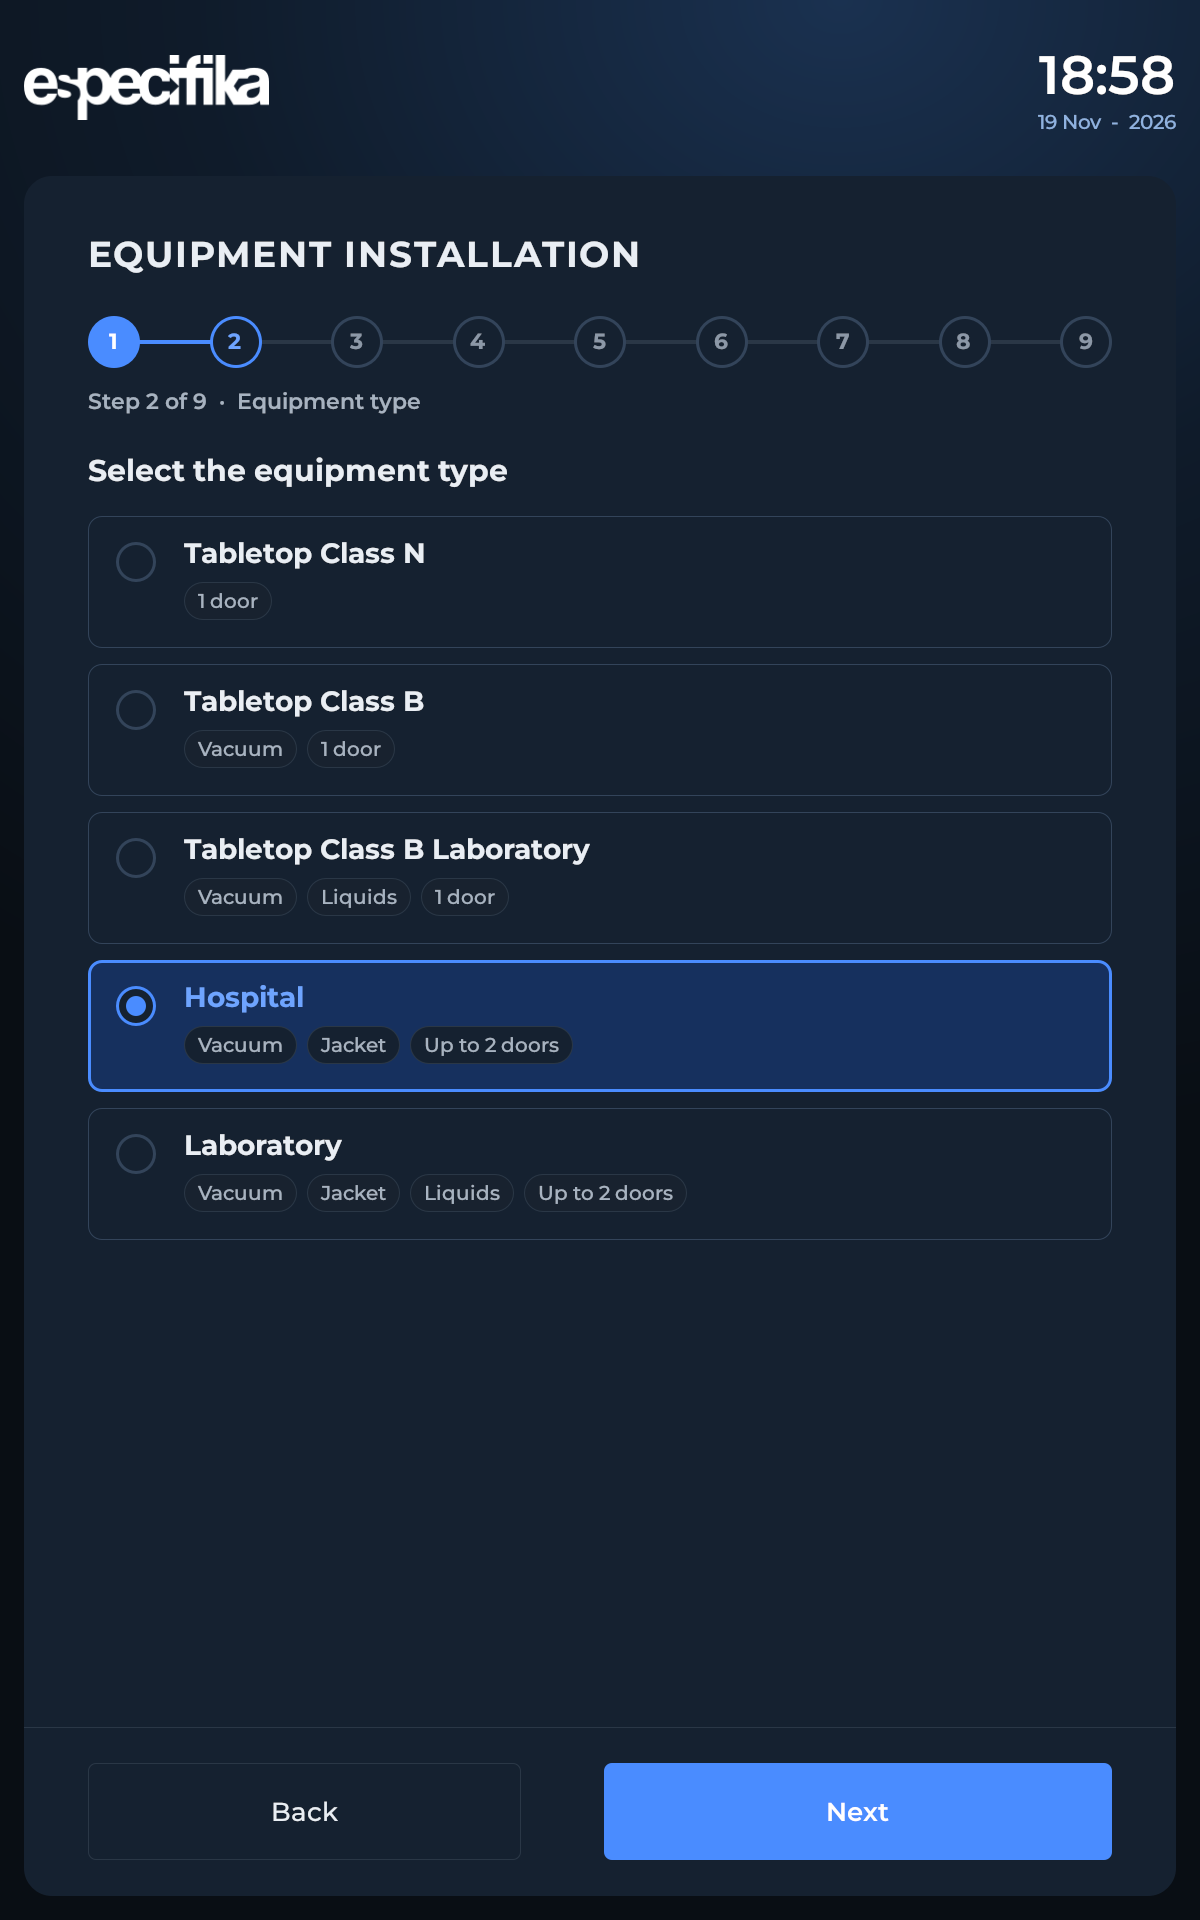 especifika
18:58
19 Nov - 2026
EQUIPMENT INSTALLATION
1 2 3 4 5 6 7 8 9
Step 2 of 9 · Equipment type
Select the equipment type
Tabletop Class N
1 door
Tabletop Class B
Vacuum 1 door
Tabletop Class B Laboratory
Vacuum Liquids 1 door
Hospital
Vacuum Jacket Up to 2 doors
Laboratory
Vacuum Jacket Liquids Up to 2 doors
Back Next